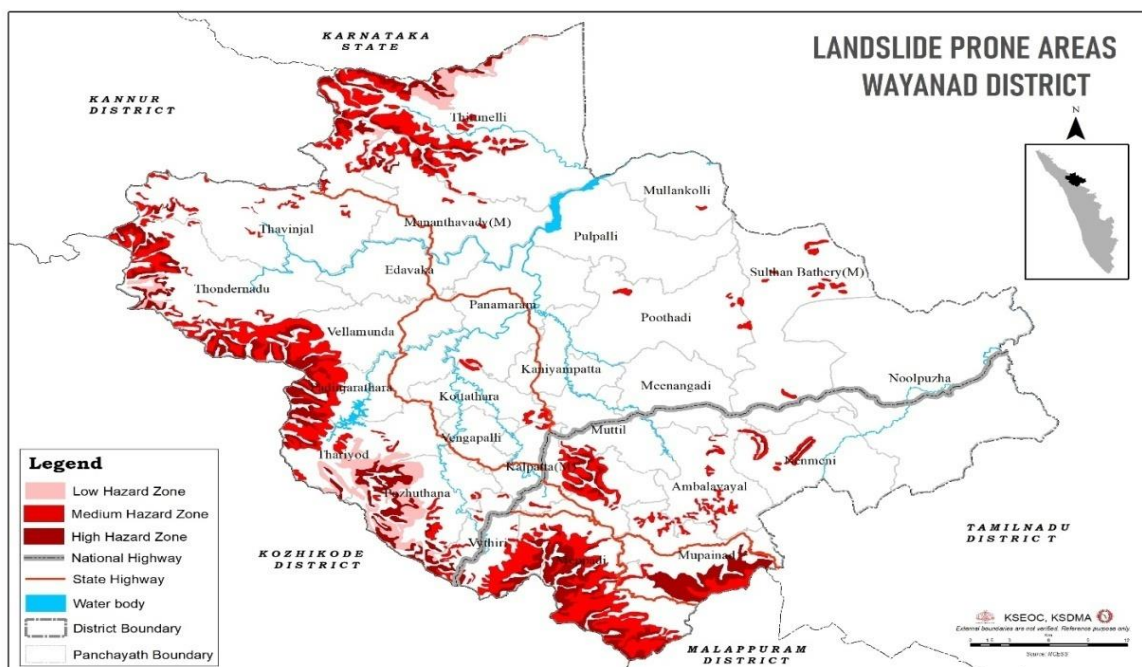 LANDSLIDE PRONE AREAS
WAYANAD DISTRICT
KARNATAKA
STATE
KANNUR
DISTRICT
N
Thirunelli
Mullankolli
Thavinjal
Mananthavady(M)
Pulpalli
Edavaka
Sulthan Bathery(M)
Thondernadu
Panamaram
Vellamunda
Poothadi
Kaniyampatta
Padingarathara
Meenangadi
Noolpuzha
Kottathara
Muttil
Vengapalli
Thariyod
Kalpatta(M)
Nenmeni
Pozhuthana
Ambalavayal
Vythiri
Meppadi
Mupainad
KOZHIKODE
DISTRICT
TAMILNADU
DISTRICT
MALAPPURAM
DISTRICT
Legend
Low Hazard Zone
Medium Hazard Zone
High Hazard Zone
National Highway
State Highway
Water body
District Boundary
Panchayath Boundary
KSEOC, KSDMA
External boundaries are not verified. Reference purpose only